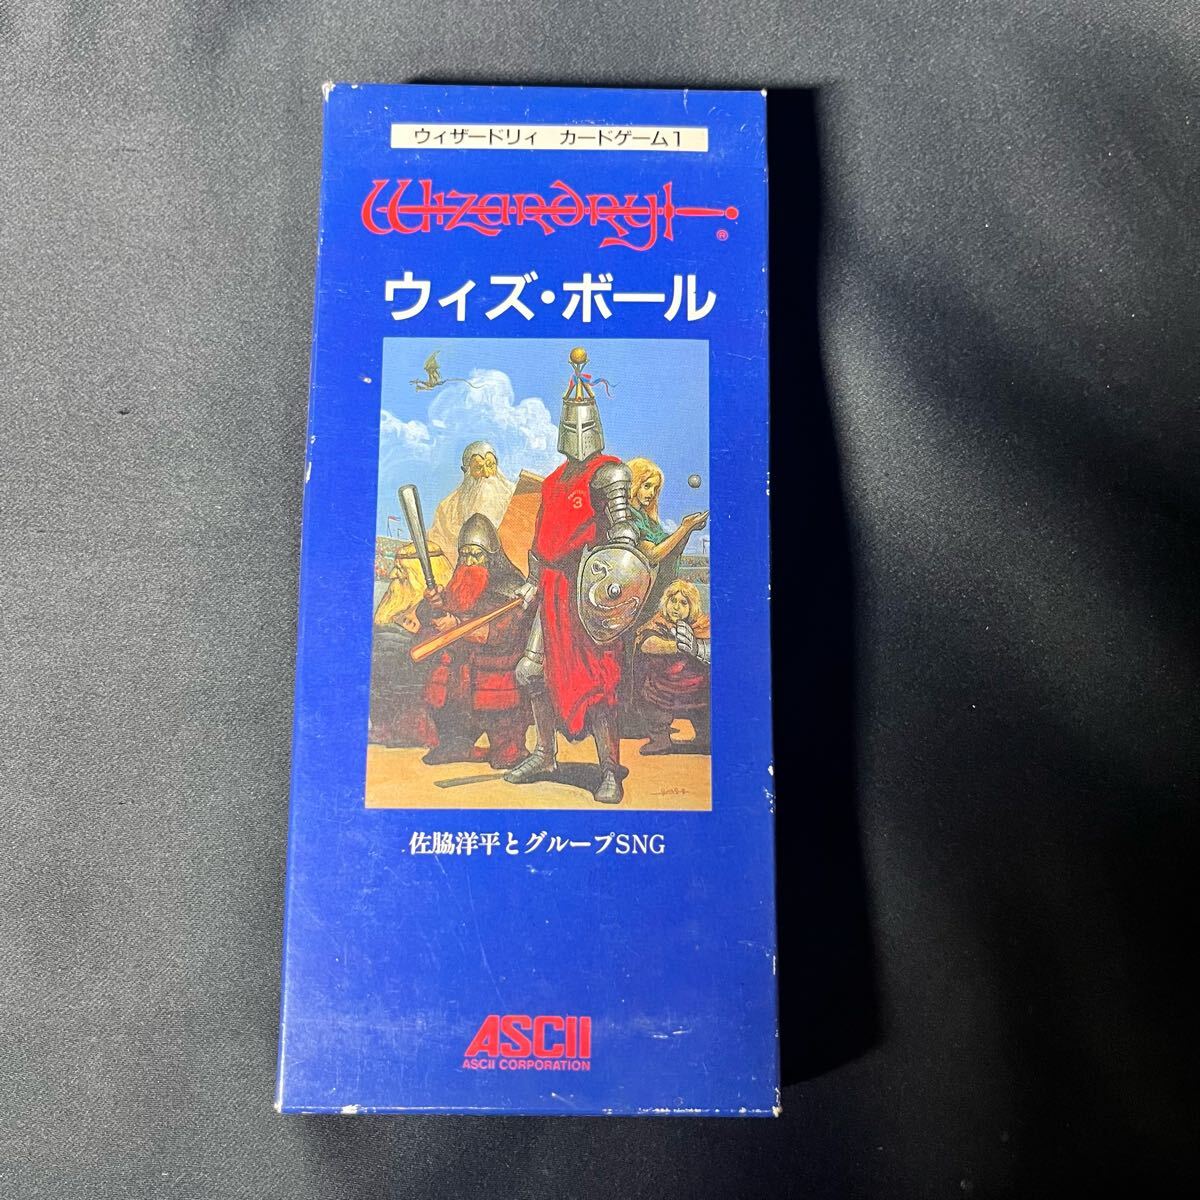 ウィザードリィ カードゲーム1
Wizardry®
ウィズ・ボール
3
佐脇洋平とグループSNG
ASCII
ASCII CORPORATION